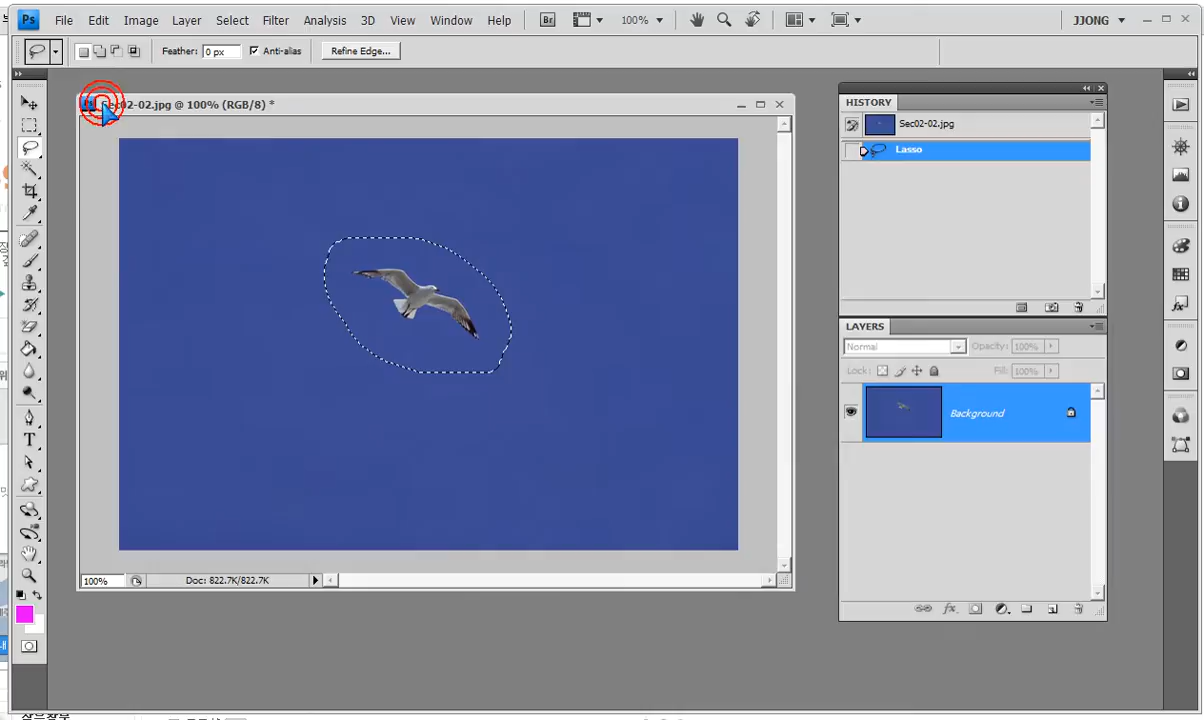 Ps File Edit Image Layer Select Filter Analysis 3D View Window Help Br 100% JJONG
Feather: 0 px Anti-alias Refine Edge...
Sec02-02.jpg @ 100% (RGB/8) *
HISTORY
Sec02-02.jpg
Lasso
LAYERS
Normal Opacity: 100%
Lock: Fill: 100%
Background
100% Doc: 822.7K/822.7K